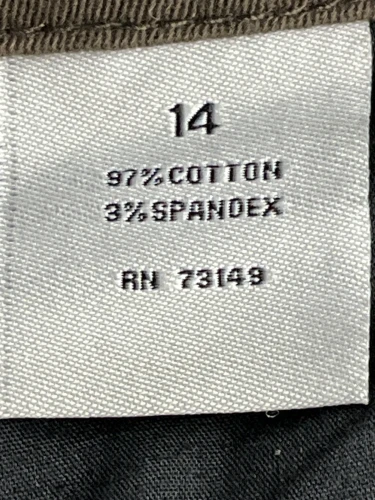 14
97% COTTON
3% SPANDEX
RN 73149